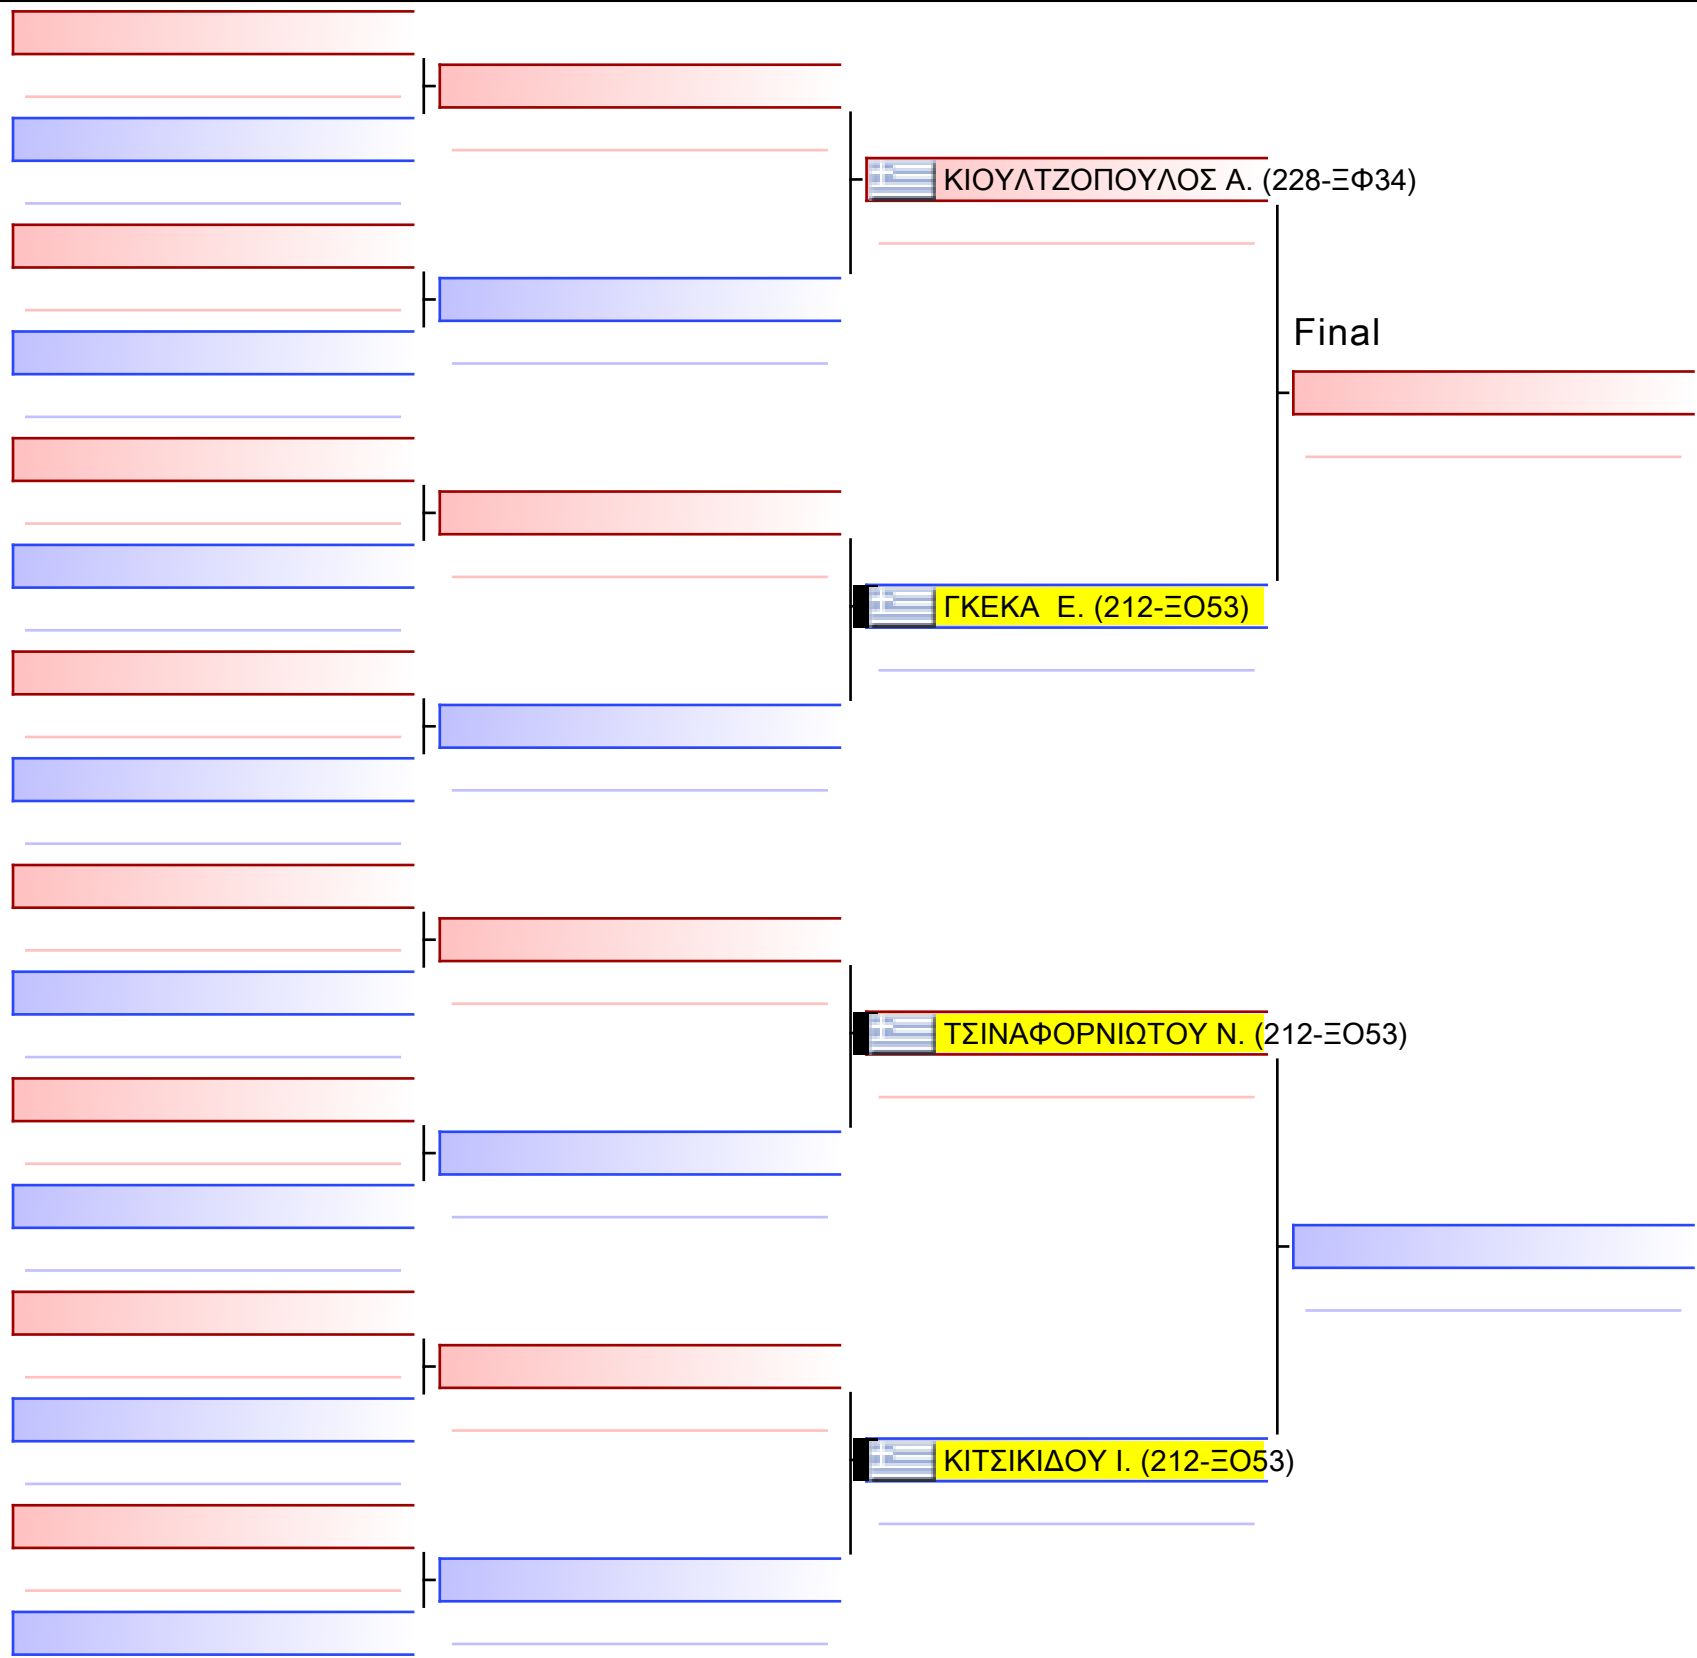 ΚΙΟΥΛΤΖΟΠΟΥΛΟΣ Α. (228-ΞΦ34)
Final
ΓΚΕΚΑ  Ε. (212-ΞΟ53)
ΤΣΙΝΑΦΟΡΝΙΩΤΟΥ Ν. (212-ΞΟ53)
ΚΙΤΣΙΚΙΔΟΥ Ι. (212-ΞΟ53)